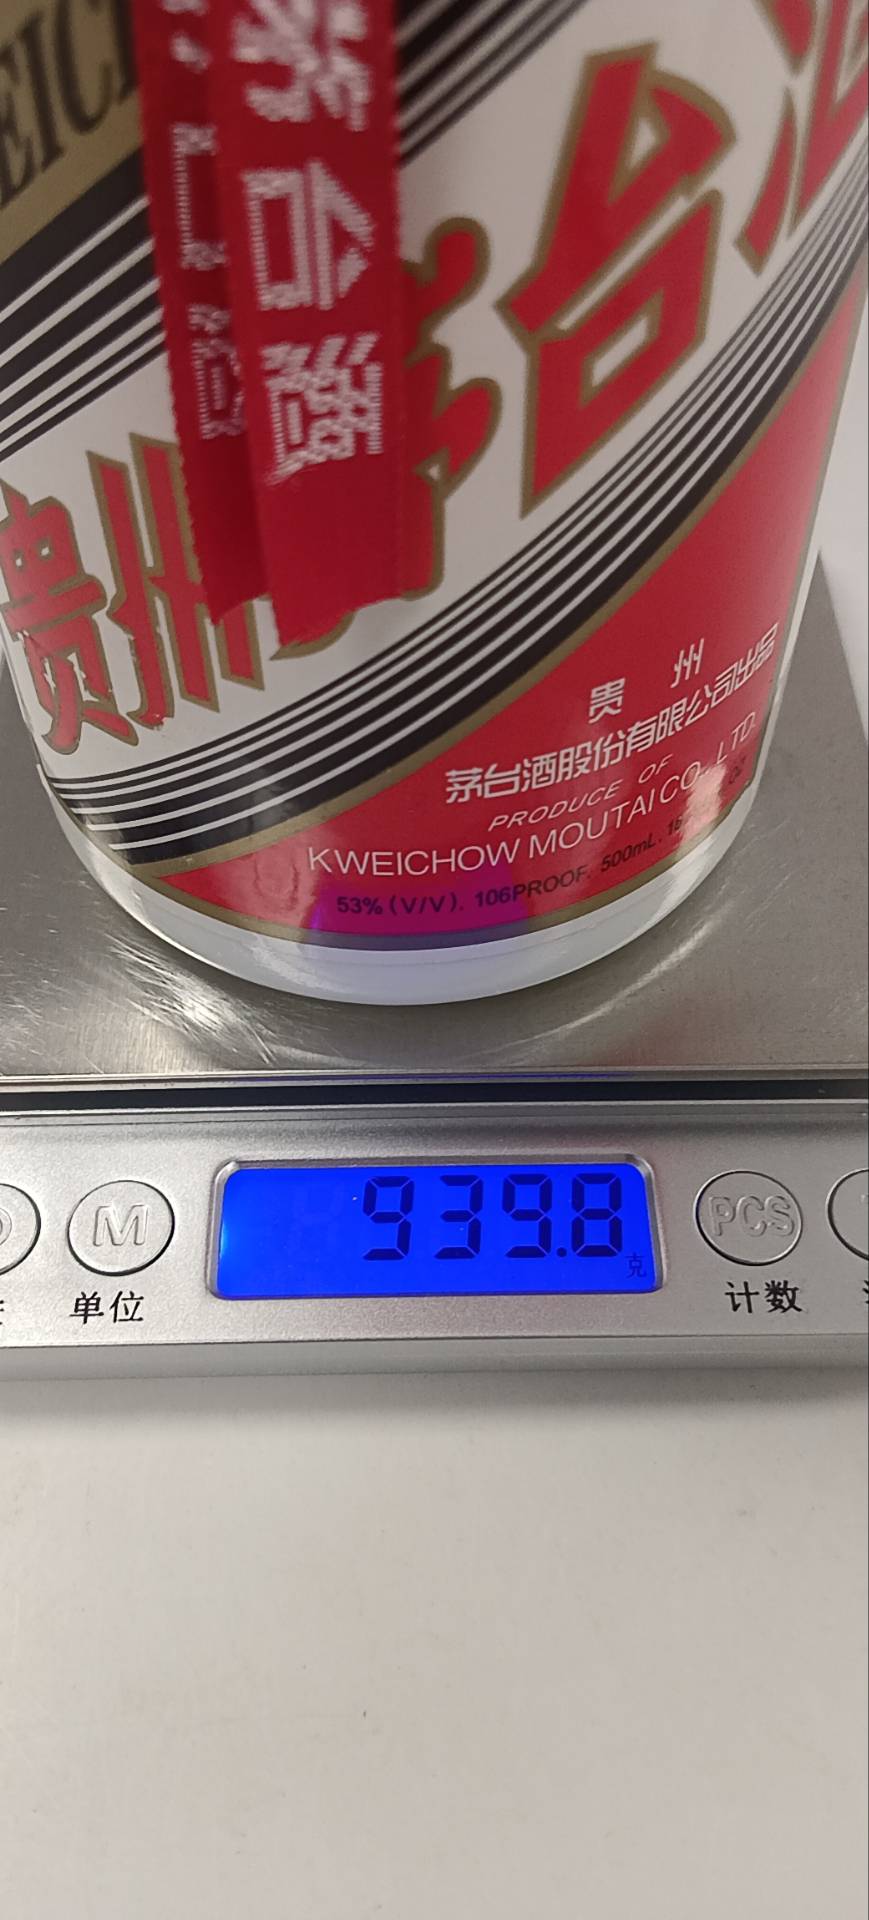 EIC
茅台酒
贵州茅台酒
贵 州
茅台酒股份有限公司出品
PRODUCE OF
KWEICHOW MOUTAI CO., LTD.
53% (V/V). 106PROOF. 500mL.
939.8
克
M
PCS
单位
计数